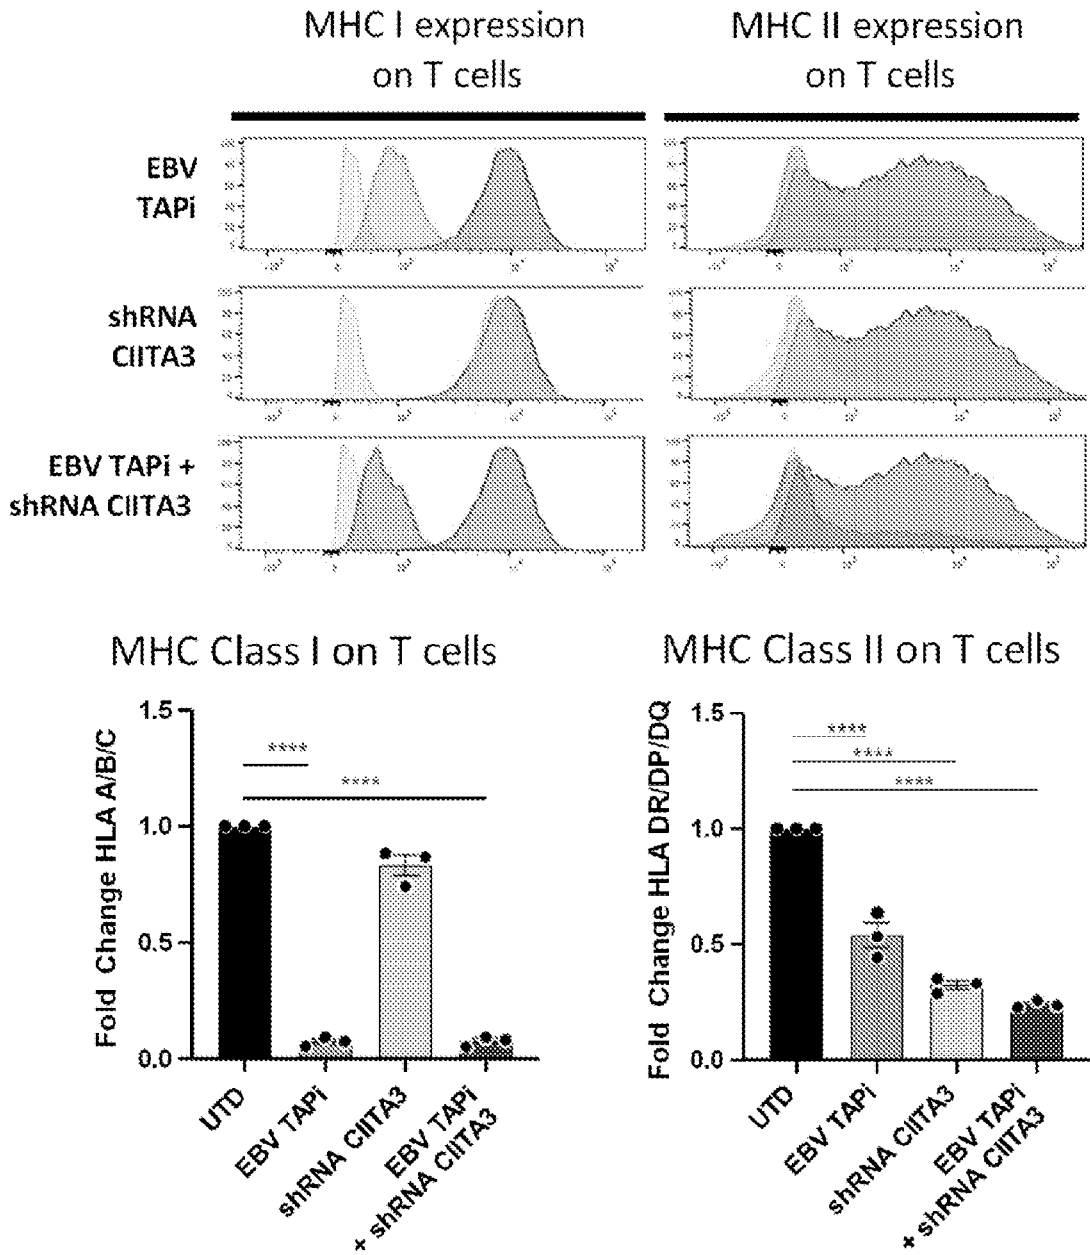 MHC I expression
on T cells
MHC II expression
on T cells
EBV
TAPi
shRNA
CIITA3
EBV TAPi +
shRNA CIITA3
MHC Class I on T cells
Fold Change HLA A/B/C
1.5
1.0
0.5
0.0
****
****
UTD
EBV TAPi
shRNA CIITA3
EBV TAPi
+ shRNA CIITA3
MHC Class II on T cells
Fold Change HLA DR/DP/DQ
1.5
1.0
0.5
0.0
****
****
****
UTD
EBV TAPi
shRNA CIITA3
EBV TAPi
+ shRNA CIITA3